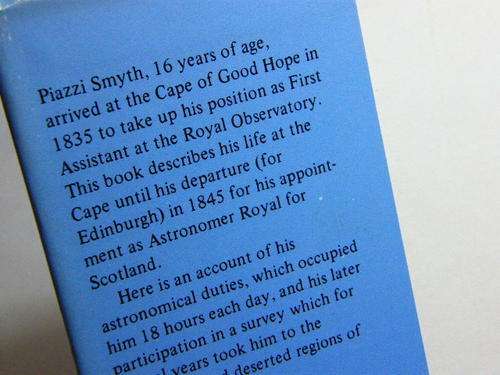 Piazzi Smyth, 16 years of age,
arrived at the Cape of Good Hope in
1835 to take up his position as First
Assistant at the Royal Observatory.
This book describes his life at the
Cape until his departure (for
Edinburgh) in 1845 for his appoint-
ment as Astronomer Royal for
Scotland.
Here is an account of his
astronomical duties, which occupied
him 18 hours each day, and his later
participation in a survey which for
years took him to the
deserted regions of